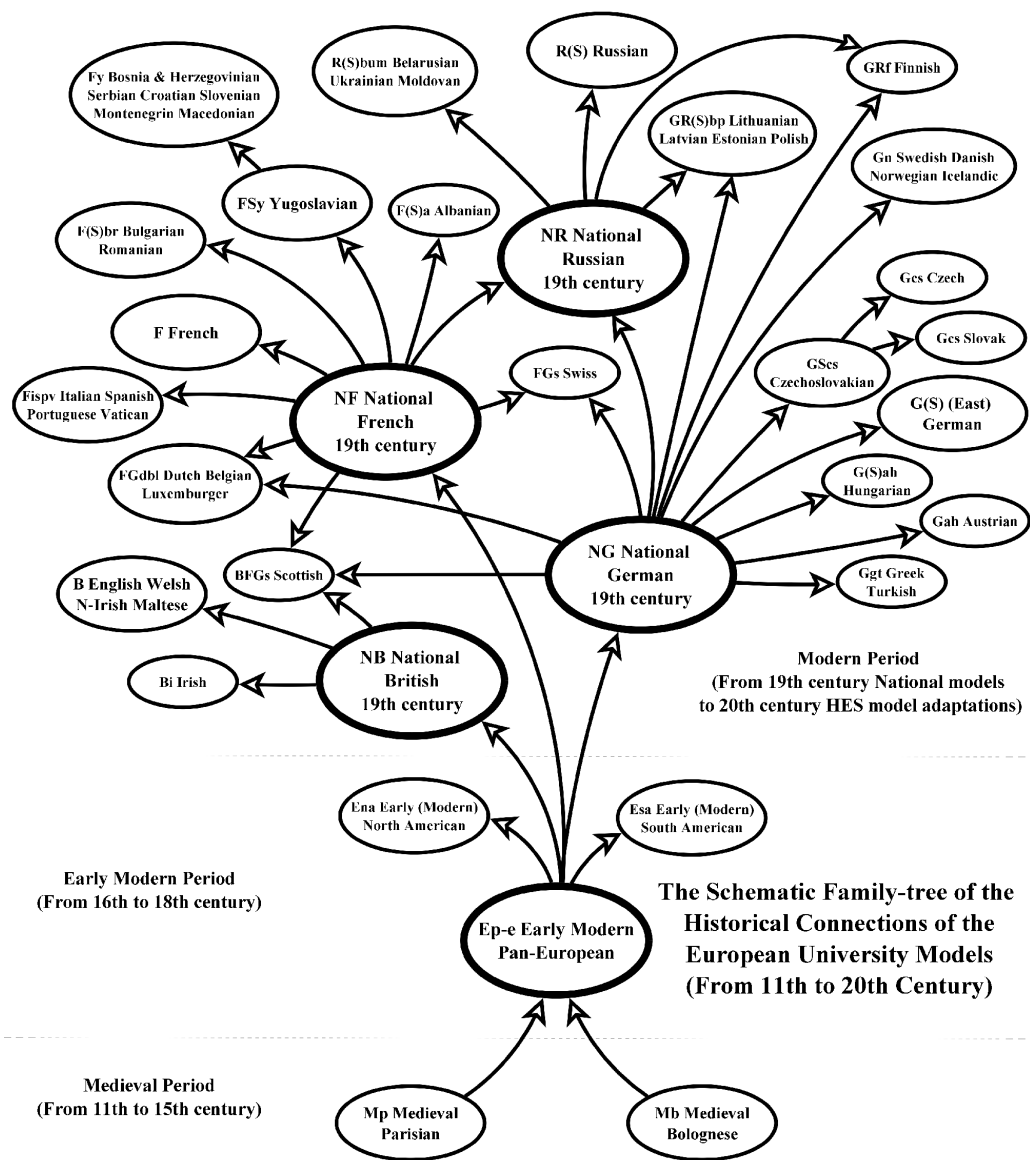 R(S) Russian
R(S)bum Belarusian
Ukrainian Moldovan
GRf Finnish
Fy Bosnia & Herzegovinian
Serbian Croatian Slovenian
Montenegrin Macedonian
GR(S)bp Lithuanian
Latvian Estonian Polish
Gn Swedish Danish
Norwegian Icelandic
FSy Yugoslavian
F(S)a Albanian
F(S)br Bulgarian
Romanian
NR National
Russian
19th century
Gcs Czech
F French
Gcs Slovak
GScs
Czechoslovakian
FGs Swiss
Fispv Italian Spanish
Portuguese Vatican
NF National
French
19th century
G(S) (East)
German
FGdbl Dutch Belgian
Luxemburger
G(S)ah
Hungarian
Gah Austrian
NG National
German
19th century
BFGs Scottish
Ggt Greek
Turkish
B English Welsh
N-Irish Maltese
NB National
British
19th century
Bi Irish
Modern Period
(From 19th century National models
to 20th century HES model adaptations)
Ena Early (Modern)
North American
Esa Early (Modern)
South American
Early Modern Period
(From 16th to 18th century)
The Schematic Family-tree of the
Historical Connections of the
European University Models
(From 11th to 20th Century)
Ep-e Early Modern
Pan-European
Medieval Period
(From 11th to 15th century)
Mp Medieval
Parisian
Mb Medieval
Bolognese